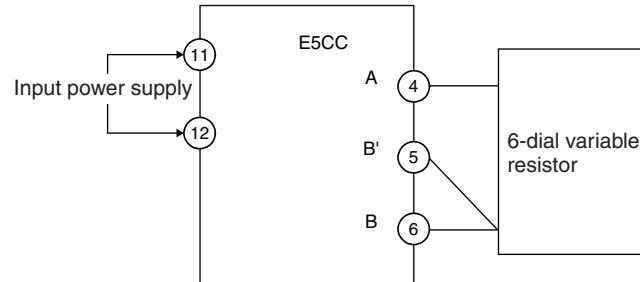 E5CC
11
Input power supply
12
A
4
B'
5
B
6
6-dial variable
resistor